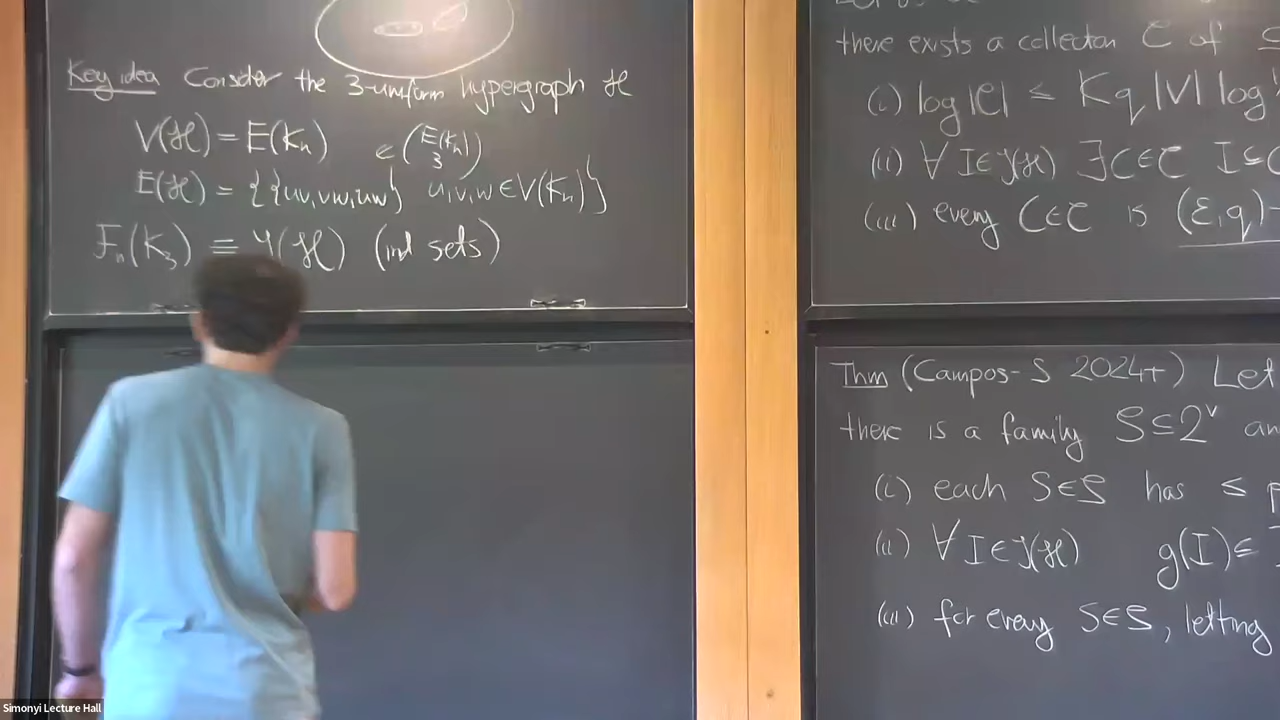 Key idea Consider the 3-uniform hypergraph ℋ
V(ℋ) = E(Kₙ) ∈ (E(Kₙ) 3)
E(ℋ) = {{uv, vw, uw} u,v,w ∈ V(Kₙ)}
Fₙ(K₃) ≡ 𝓘(ℋ) (ind sets)
there exists a collection 𝒞 of
(i) log|𝒞| ≤ Kq|V| log
(ii) ∀ I∈𝓘(ℋ) ∃C∈𝒞 I⊆C
(iii) every C∈𝒞 is (ε,q)-
Thm (Campos-S 2024+) Let
there is a family 𝒮⊆2ᵛ an
(i) each S∈𝒮 has ≤
(ii) ∀ I∈𝓘(ℋ) g(I)⊆
(iii) for every S∈𝒮, letting
Simonyi Lecture Hall